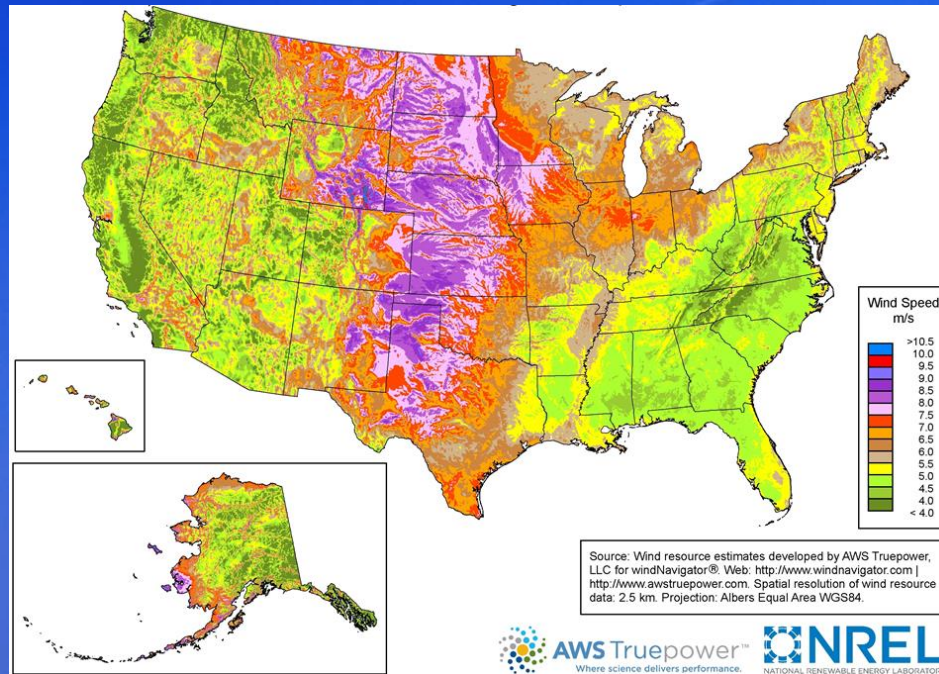 Wind Speed
m/s
>10.5
10.0
9.5
9.0
8.5
8.0
7.5
7.0
6.5
6.0
5.5
5.0
4.5
4.0
< 4.0
Source: Wind resource estimates developed by AWS Truepower,
LLC for windNavigator®. Web: http://www.windnavigator.com |
http://www.awstruepower.com. Spatial resolution of wind resource
data: 2.5 km. Projection: Albers Equal Area WGS84.
AWS Truepower™
Where science delivers performance.
NREL
NATIONAL RENEWABLE ENERGY LABORATOR